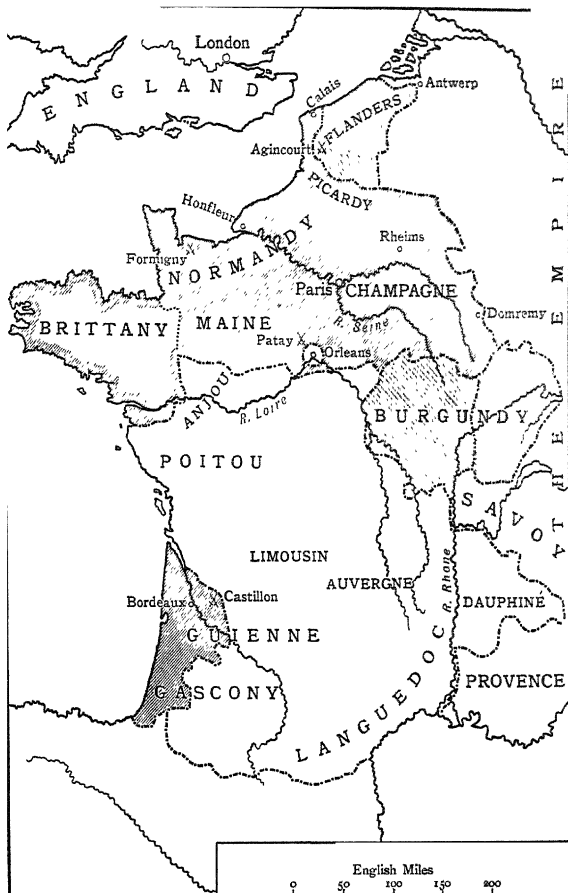 London
ENGLAND
Calais
Antwerp
FLANDERS
Agincourt
PICARDY
Honfleur
Rheims
Formigny
NORMANDY
Paris
CHAMPAGNE
BRITTANY
MAINE
R. Seine
Domremy
Patay
Orleans
ANJOU
R. Loire
BURGUNDY
THE EMPIRE
POITOU
SAVOY
LIMOUSIN
AUVERGNE
R. Rhone
Bordeaux
Castillon
DAUPHINÉ
GUIENNE
GASCONY
LANGUEDOC
PROVENCE
English Miles
0 50 100 150 200